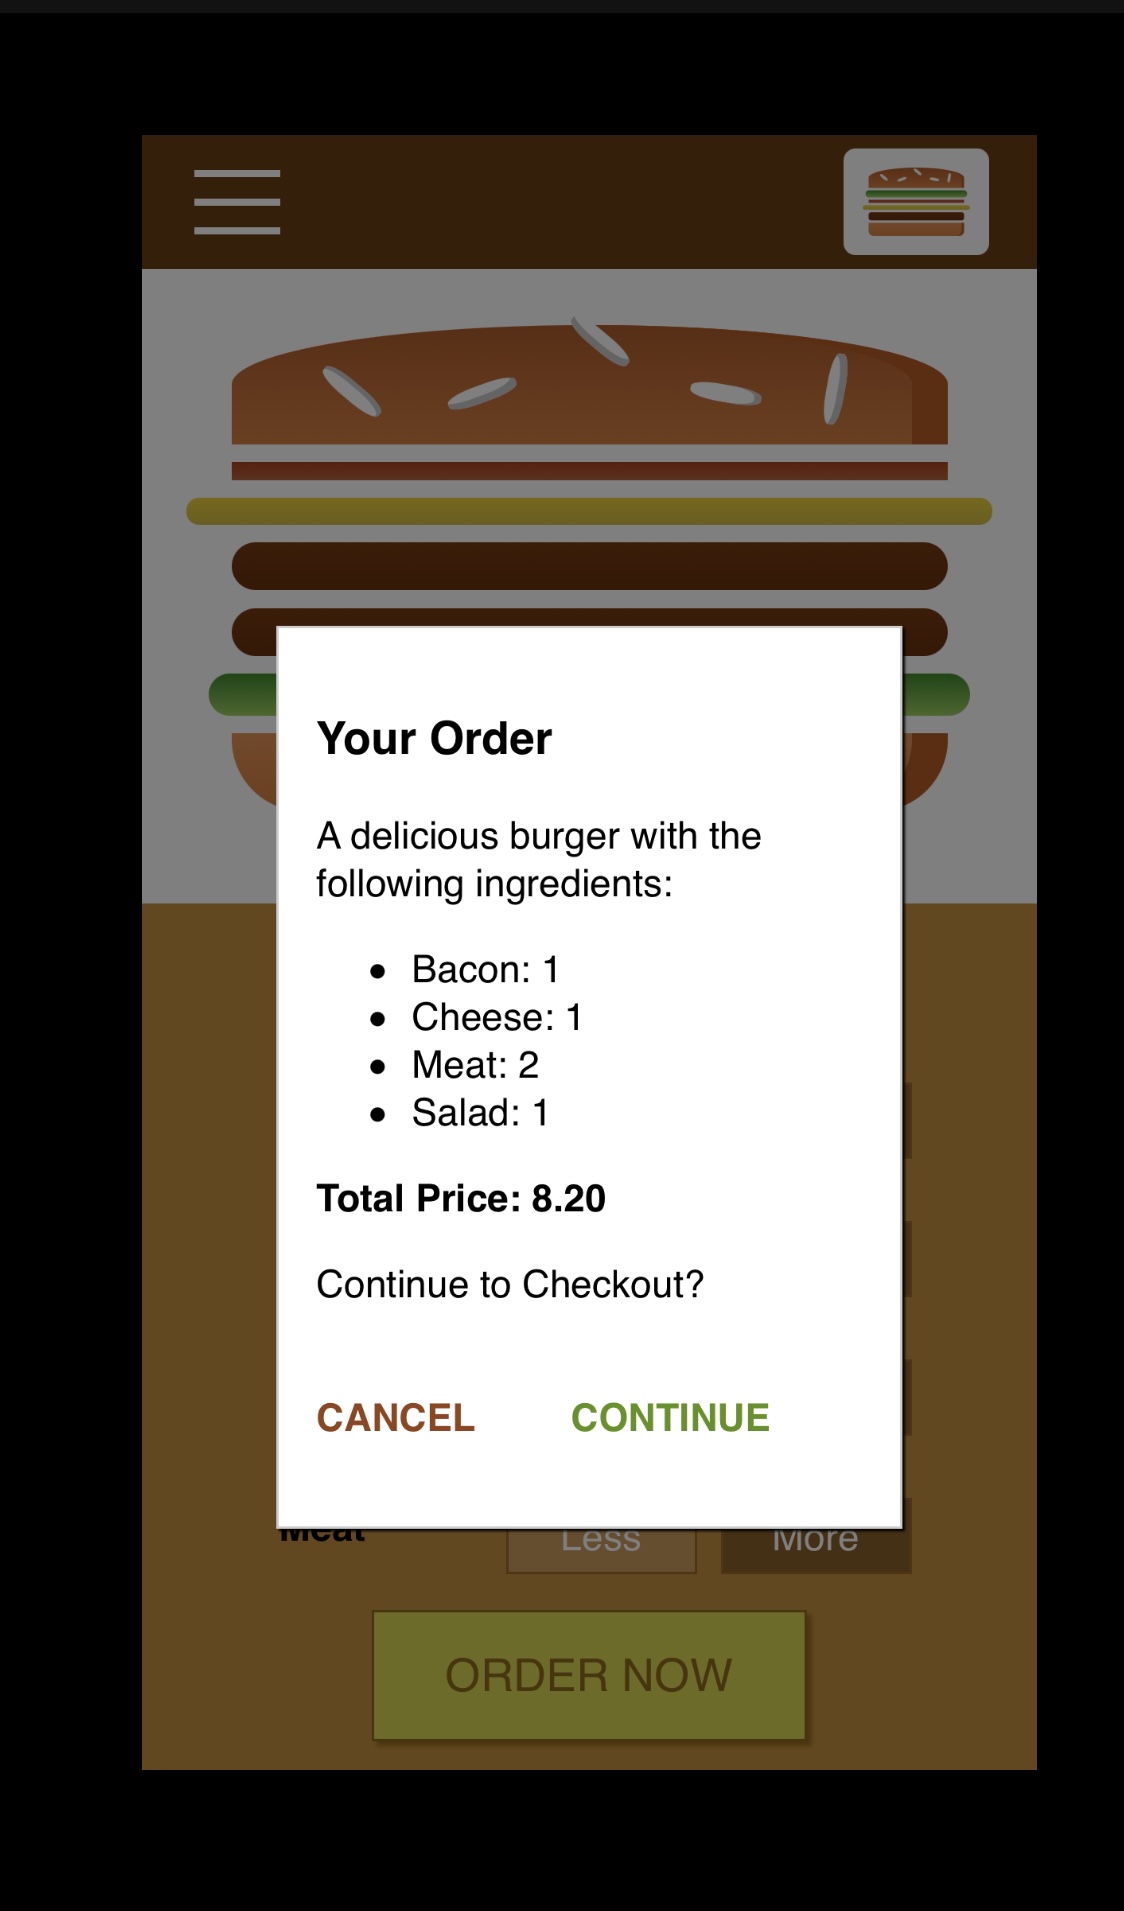 Your Order
A delicious burger with the
following ingredients:
Bacon: 1
Cheese: 1
Meat: 2
Salad: 1
Total Price: 8.20
Continue to Checkout?
CANCEL CONTINUE
Meat Less More
ORDER NOW